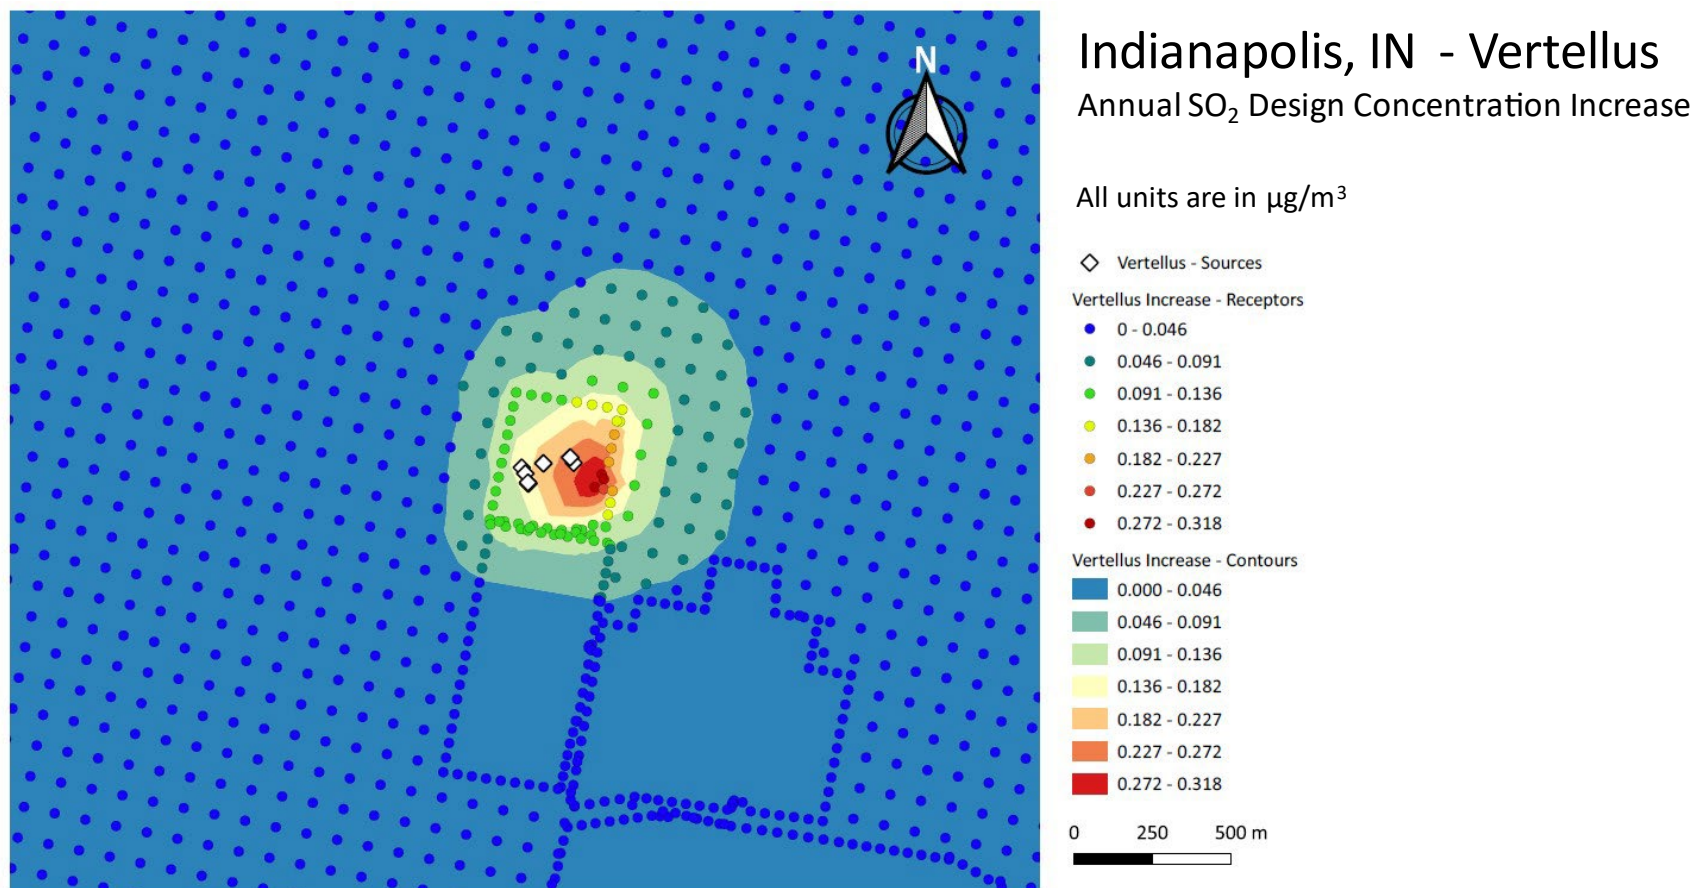 N
Indianapolis, IN - Vertellus
Annual SO₂ Design Concentration Increase
All units are in µg/m³
Vertellus - Sources
Vertellus Increase - Receptors
0 - 0.046
0.046 - 0.091
0.091 - 0.136
0.136 - 0.182
0.182 - 0.227
0.227 - 0.272
0.272 - 0.318
Vertellus Increase - Contours
0.000 - 0.046
0.046 - 0.091
0.091 - 0.136
0.136 - 0.182
0.182 - 0.227
0.227 - 0.272
0.272 - 0.318
0 250 500 m